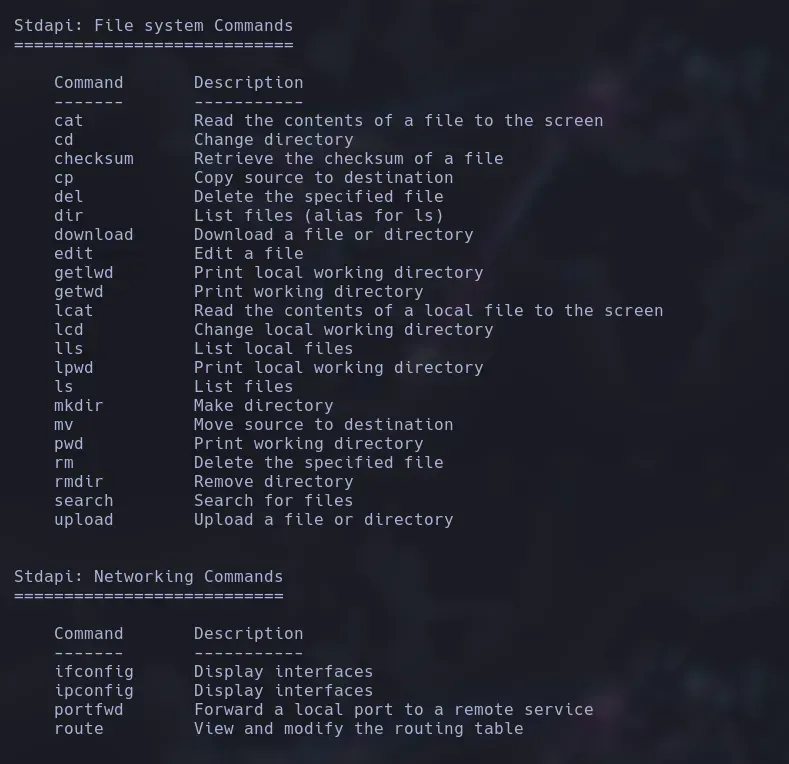 Stdapi: File system Commands
============================
Command Description
------- -----------
cat Read the contents of a file to the screen
cd Change directory
checksum Retrieve the checksum of a file
cp Copy source to destination
del Delete the specified file
dir List files (alias for ls)
download Download a file or directory
edit Edit a file
getlwd Print local working directory
getwd Print working directory
lcat Read the contents of a local file to the screen
lcd Change local working directory
lls List local files
lpwd Print local working directory
ls List files
mkdir Make directory
mv Move source to destination
pwd Print working directory
rm Delete the specified file
rmdir Remove directory
search Search for files
upload Upload a file or directory
Stdapi: Networking Commands
===========================
Command Description
------- -----------
ifconfig Display interfaces
ipconfig Display interfaces
portfwd Forward a local port to a remote service
route View and modify the routing table